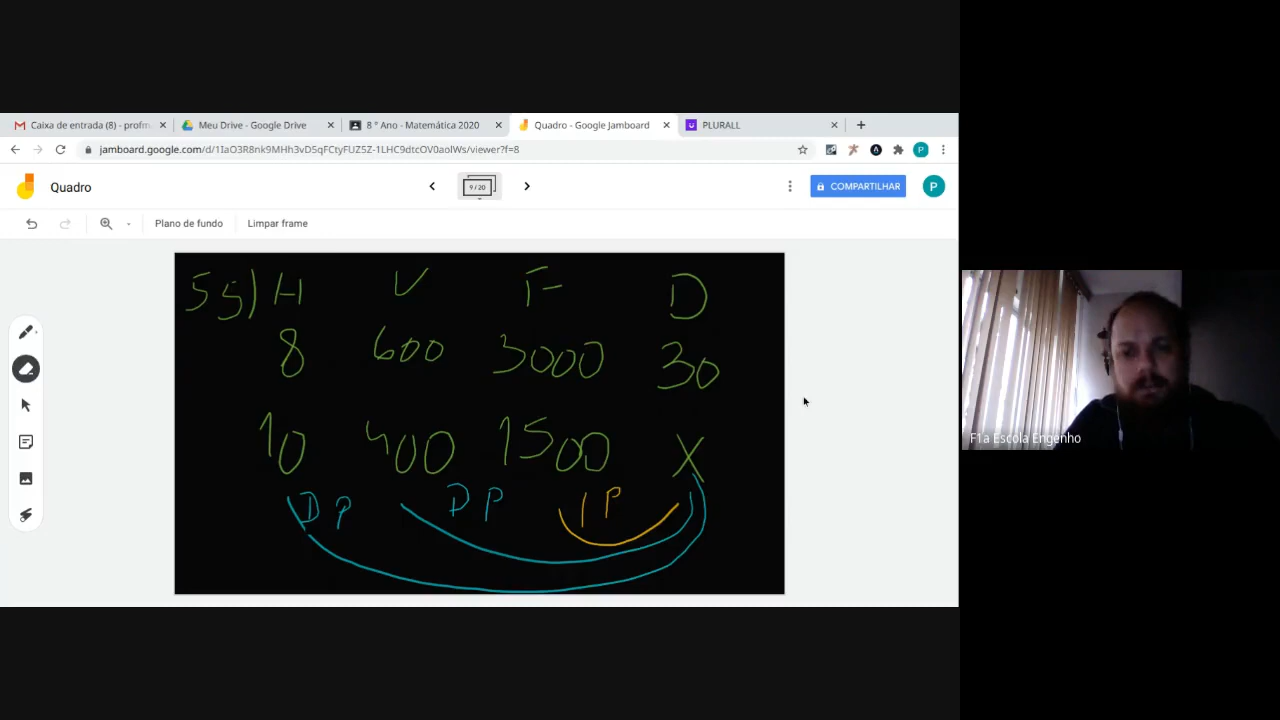 Caixa de entrada (8) - profm
Meu Drive - Google Drive
8 º Ano - Matemática 2020
Quadro - Google Jamboard
PLURALL
jamboard.google.com/d/1IaO3R8nk9MHh3vD5qFCtyFUZ5Z-1LHC9dtcOV0aolWs/viewer?f=8
P
Quadro
9 / 20
COMPARTILHAR
P
Plano de fundo
Limpar frame
55) H V F D
8 600 3000 30
10 400 1500 X
DP DP IP
F1a Escola Engenho